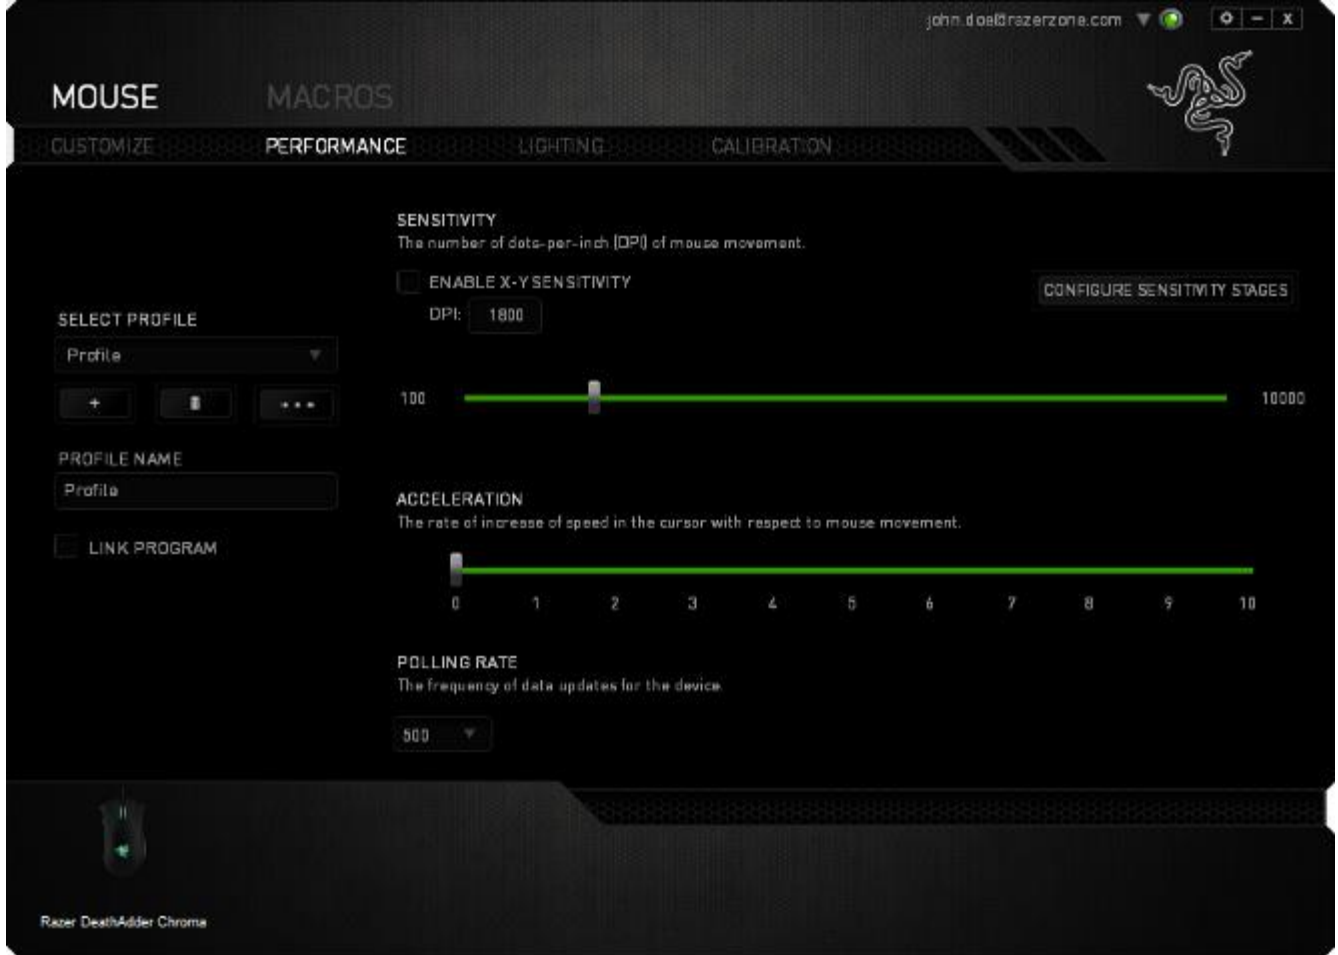 john.doe@razerzone.com
MOUSE
MACROS
CUSTOMIZE
PERFORMANCE
LIGHTING
CALIBRATION
SENSITIVITY
The number of dots-per-inch (DPI) of mouse movement.
ENABLE X-Y SENSITIVITY
CONFIGURE SENSITIVITY STAGES
DPI: 1800
SELECT PROFILE
Profile
100
10000
PROFILE NAME
Profile
LINK PROGRAM
ACCELERATION
The rate of increase of speed in the cursor with respect to mouse movement.
0 1 2 3 4 5 6 7 8 9 10
POLLING RATE
The frequency of data updates for the device.
500
Razer DeathAdder Chroma